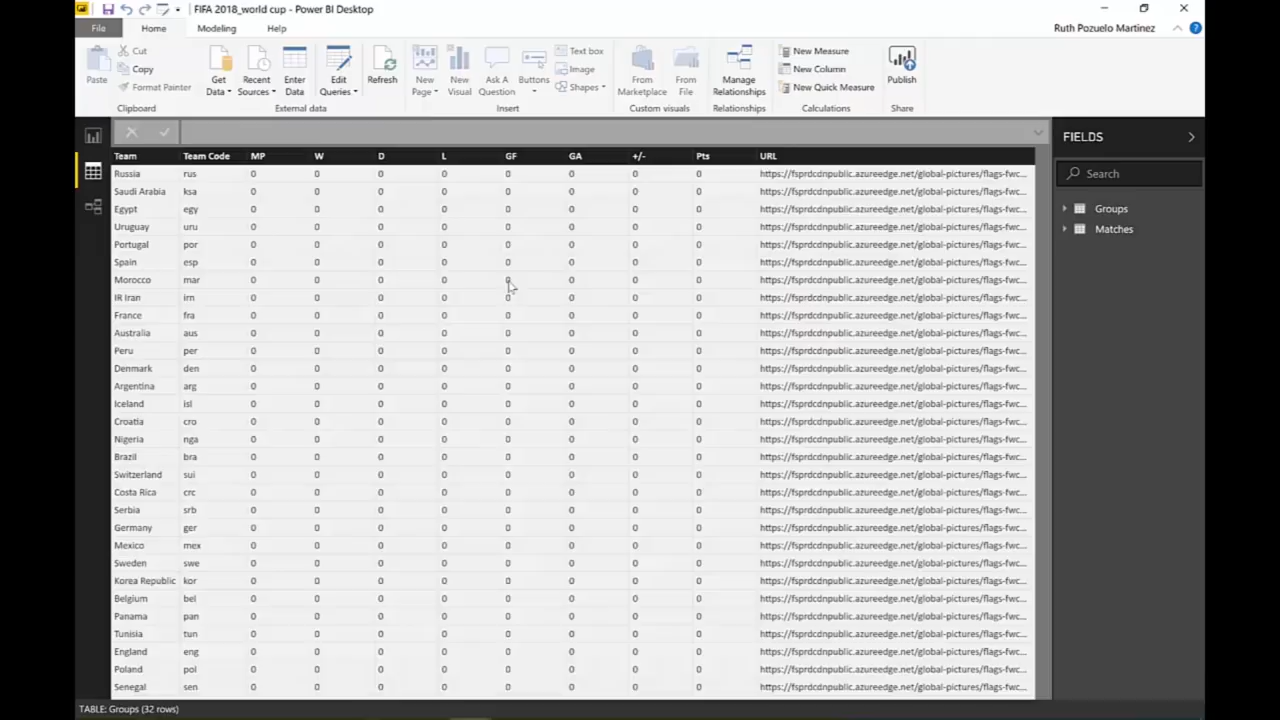 FIFA 2018_world cup - Power BI Desktop
File Home Modeling Help Ruth Pozuelo Martinez
Paste Cut Copy Format Painter Get Data Recent Sources Enter Data Edit Queries Refresh New Page New Visual Ask A Question Buttons Text box Image Shapes From Marketplace From File Manage Relationships New Measure New Column New Quick Measure Publish
Clipboard External data Insert Custom visuals Relationships Calculations Share
FIELDS
Search
Groups
Matches
Team Team Code MP W D L GF GA +/- Pts URL
Russia rus 0 0 0 0 0 0 0 0 https://fsprdcdnpublic.azureedge.net/global-pictures/flags-fwc...
Saudi Arabia ksa 0 0 0 0 0 0 0 0 https://fsprdcdnpublic.azureedge.net/global-pictures/flags-fwc...
Egypt egy 0 0 0 0 0 0 0 0 https://fsprdcdnpublic.azureedge.net/global-pictures/flags-fwc...
Uruguay uru 0 0 0 0 0 0 0 0 https://fsprdcdnpublic.azureedge.net/global-pictures/flags-fwc...
Portugal por 0 0 0 0 0 0 0 0 https://fsprdcdnpublic.azureedge.net/global-pictures/flags-fwc...
Spain esp 0 0 0 0 0 0 0 0 https://fsprdcdnpublic.azureedge.net/global-pictures/flags-fwc...
Morocco mar 0 0 0 0 0 0 0 0 https://fsprdcdnpublic.azureedge.net/global-pictures/flags-fwc...
IR Iran irn 0 0 0 0 0 0 0 0 https://fsprdcdnpublic.azureedge.net/global-pictures/flags-fwc...
France fra 0 0 0 0 0 0 0 0 https://fsprdcdnpublic.azureedge.net/global-pictures/flags-fwc...
Australia aus 0 0 0 0 0 0 0 0 https://fsprdcdnpublic.azureedge.net/global-pictures/flags-fwc...
Peru per 0 0 0 0 0 0 0 0 https://fsprdcdnpublic.azureedge.net/global-pictures/flags-fwc...
Denmark den 0 0 0 0 0 0 0 0 https://fsprdcdnpublic.azureedge.net/global-pictures/flags-fwc...
Argentina arg 0 0 0 0 0 0 0 0 https://fsprdcdnpublic.azureedge.net/global-pictures/flags-fwc...
Iceland isl 0 0 0 0 0 0 0 0 https://fsprdcdnpublic.azureedge.net/global-pictures/flags-fwc...
Croatia cro 0 0 0 0 0 0 0 0 https://fsprdcdnpublic.azureedge.net/global-pictures/flags-fwc...
Nigeria nga 0 0 0 0 0 0 0 0 https://fsprdcdnpublic.azureedge.net/global-pictures/flags-fwc...
Brazil bra 0 0 0 0 0 0 0 0 https://fsprdcdnpublic.azureedge.net/global-pictures/flags-fwc...
Switzerland sui 0 0 0 0 0 0 0 0 https://fsprdcdnpublic.azureedge.net/global-pictures/flags-fwc...
Costa Rica crc 0 0 0 0 0 0 0 0 https://fsprdcdnpublic.azureedge.net/global-pictures/flags-fwc...
Serbia srb 0 0 0 0 0 0 0 0 https://fsprdcdnpublic.azureedge.net/global-pictures/flags-fwc...
Germany ger 0 0 0 0 0 0 0 0 https://fsprdcdnpublic.azureedge.net/global-pictures/flags-fwc...
Mexico mex 0 0 0 0 0 0 0 0 https://fsprdcdnpublic.azureedge.net/global-pictures/flags-fwc...
Sweden swe 0 0 0 0 0 0 0 0 https://fsprdcdnpublic.azureedge.net/global-pictures/flags-fwc...
Korea Republic kor 0 0 0 0 0 0 0 0 https://fsprdcdnpublic.azureedge.net/global-pictures/flags-fwc...
Belgium bel 0 0 0 0 0 0 0 0 https://fsprdcdnpublic.azureedge.net/global-pictures/flags-fwc...
Panama pan 0 0 0 0 0 0 0 0 https://fsprdcdnpublic.azureedge.net/global-pictures/flags-fwc...
Tunisia tun 0 0 0 0 0 0 0 0 https://fsprdcdnpublic.azureedge.net/global-pictures/flags-fwc...
England eng 0 0 0 0 0 0 0 0 https://fsprdcdnpublic.azureedge.net/global-pictures/flags-fwc...
Poland pol 0 0 0 0 0 0 0 0 https://fsprdcdnpublic.azureedge.net/global-pictures/flags-fwc...
Senegal sen 0 0 0 0 0 0 0 0 https://fsprdcdnpublic.azureedge.net/global-pictures/flags-fwc...
TABLE: Groups (32 rows)